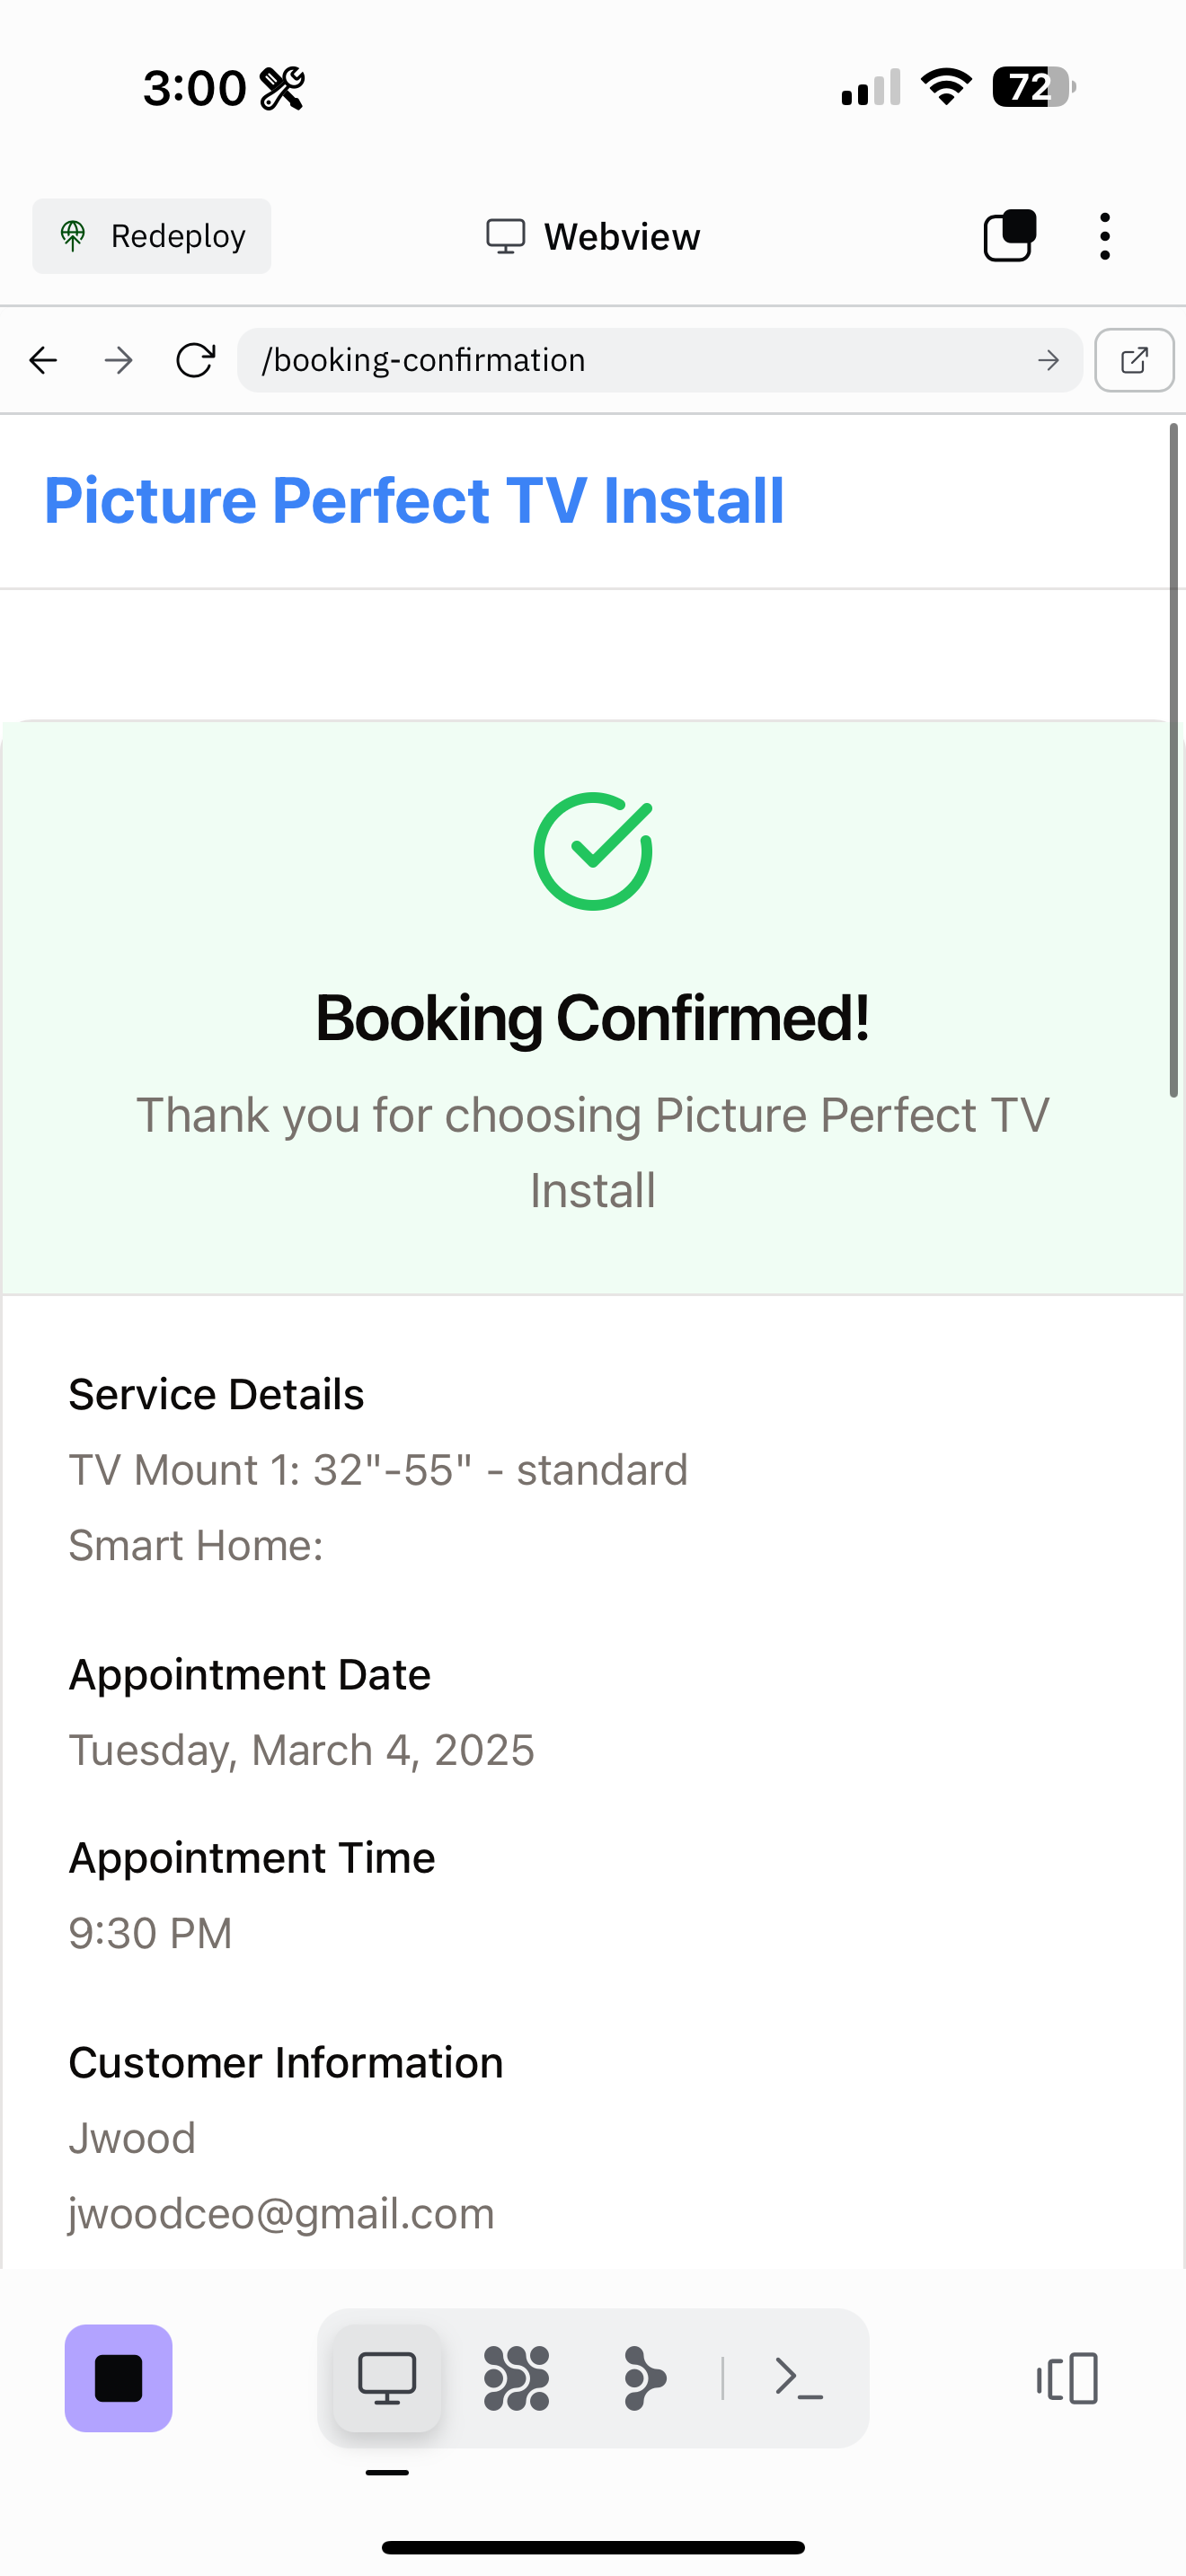 3:00
72
Redeploy
Webview
/booking-confirmation
Picture Perfect TV Install
Booking Confirmed!
Thank you for choosing Picture Perfect TV
Install
Service Details
TV Mount 1: 32"-55" - standard
Smart Home:
Appointment Date
Tuesday, March 4, 2025
Appointment Time
9:30 PM
Customer Information
Jwood
jwoodceo@gmail.com